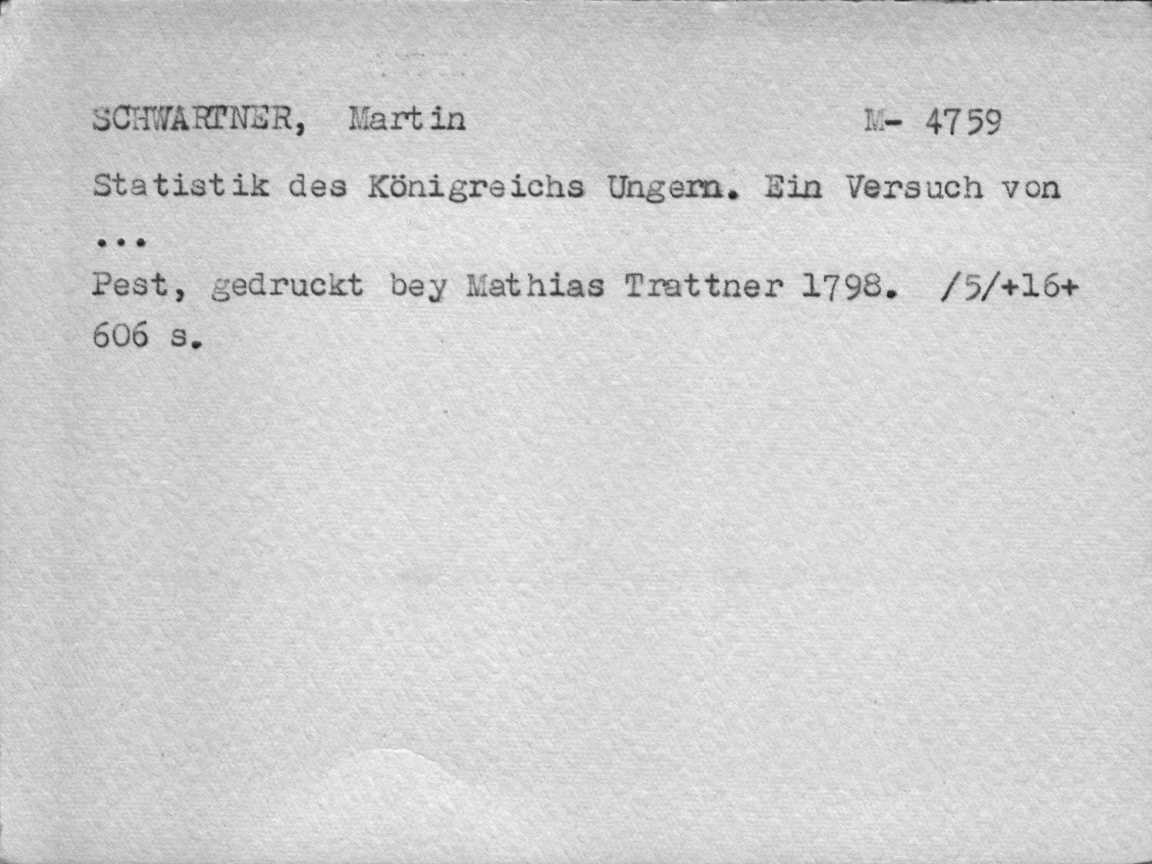 SCHWARTNER, Martin M- 4759
Statistik des Königreichs Ungern. Ein Versuch von
...
Pest, gedruckt bey Mathias Trattner 1798. /5/+16+
606 s.